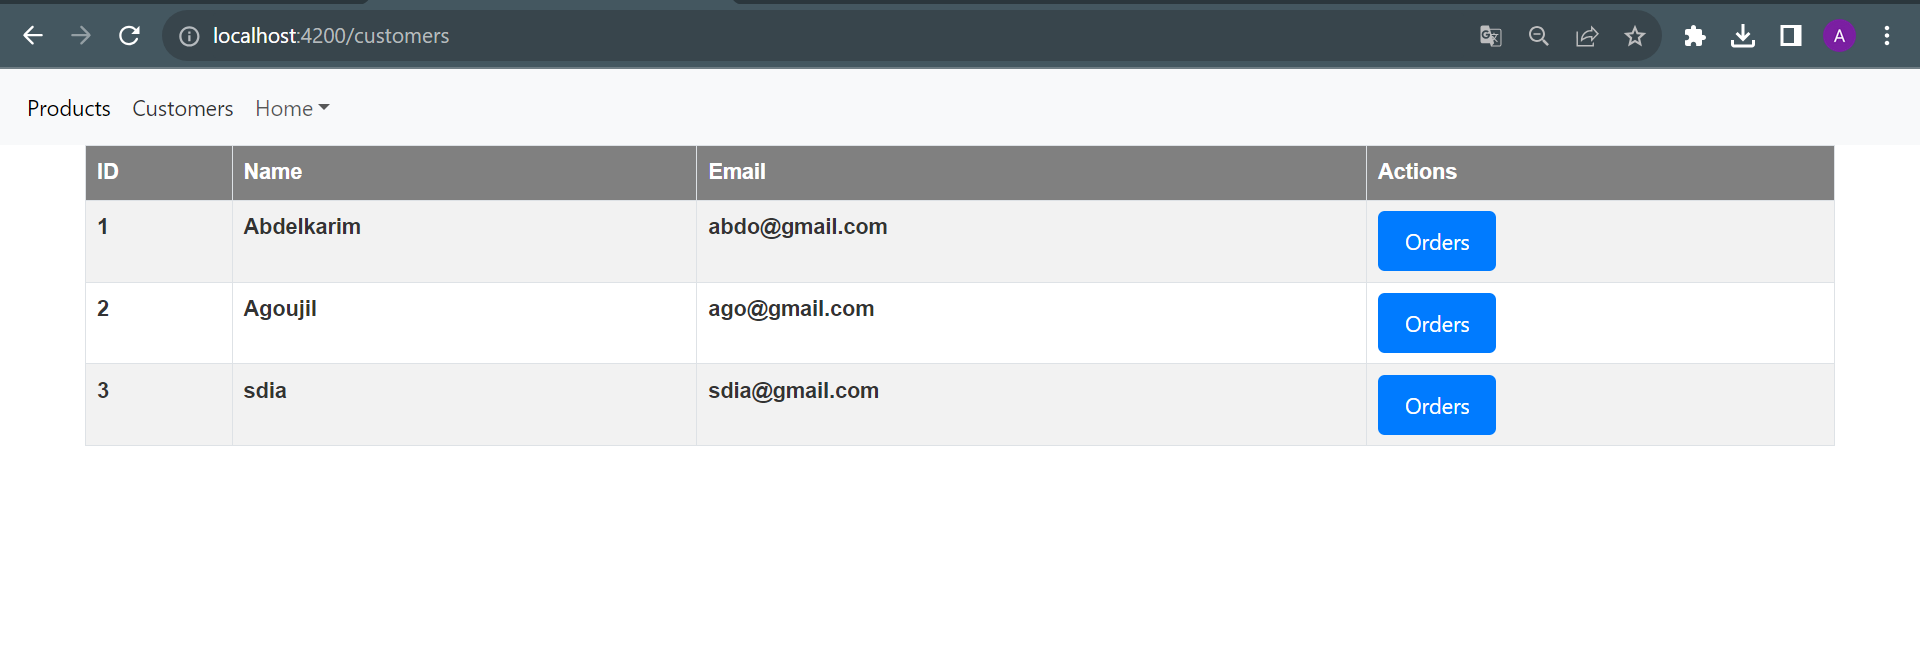 localhost:4200/customers
A
Products Customers Home
ID Name Email Actions
1 Abdelkarim abdo@gmail.com Orders
2 Agoujil ago@gmail.com Orders
3 sdia sdia@gmail.com Orders